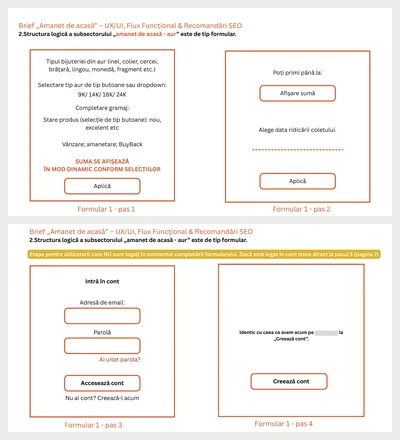 Brief „Amanet de acasă” – UX/UI, Flux Funcțional & Recomandări SEO
2.Structura logică a subsectorului „amanet de acasă - aur” este de tip formular.
Tipul bijuteriei din aur (inel, colier, cercei,
brățară, lingou, monedă, fragment etc.)
Selectare tip aur de tip butoane sau dropdown:
9K/ 14K/ 18K/ 24K
Completare gramaj:
Stare produs (selecție de tip butoane): nou,
excelent etc
Vânzare; amanetare; BuyBack
SUMA SE AFIȘEAZĂ
ÎN MOD DINAMIC CONFORM SELECȚIILOR
Aplică
Formular 1 - pas 1
Poți primi până la:
Afișare sumă
Alege data ridicării coletului.
Aplică
Formular 1 - pas 2
Brief „Amanet de acasă” – UX/UI, Flux Funcțional & Recomandări SEO
2.Structura logică a subsectorului „amanet de acasă - aur” este de tip formular.
Etape pentru utilizatorii care NU sunt logați în momentul completării formularului. Dacă este logat în cont trece direct la pasul 5 (pagina 7)
Intră în cont
Adresă de email:
Parolă
Ai uitat parola?
Accesează cont
Nu ai cont? Creează-l acum
Formular 1 - pas 3
Identic cu ceea ce avem acum pe la
„Creează cont”.
Creează cont
Formular 1 - pas 4